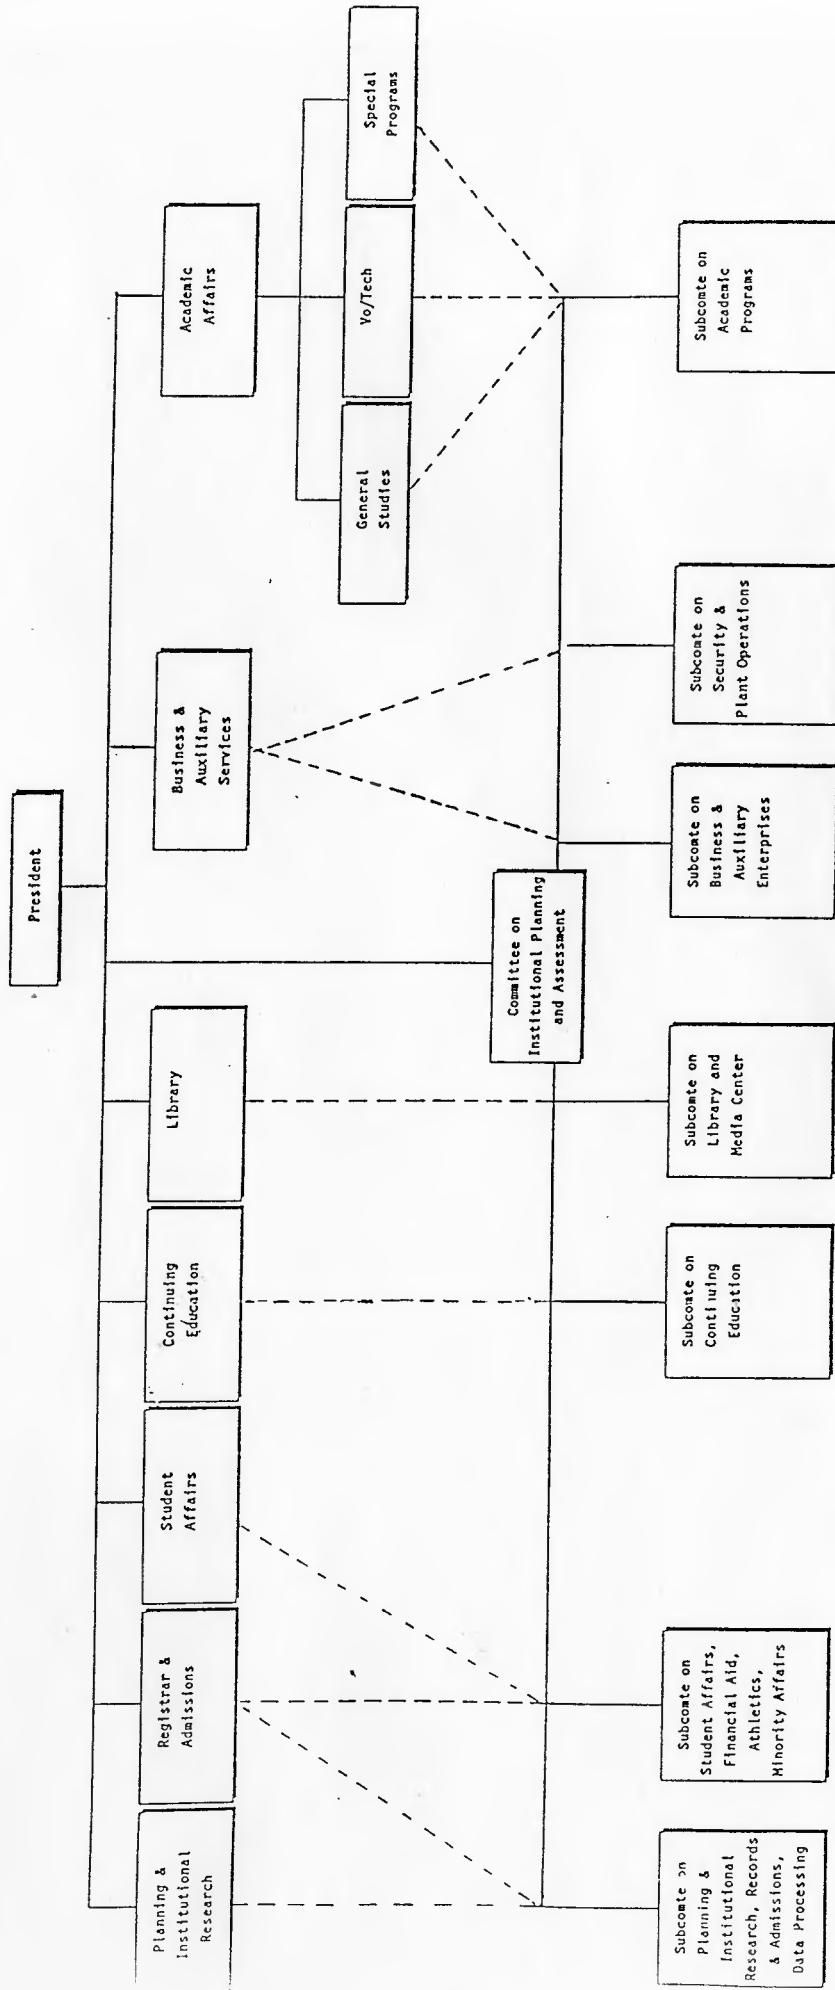 President
Planning &
Institutional
Research
Registrar &
Admissions
Student
Affairs
Continuing
Education
Library
Business &
Auxiliary
Services
Academic
Affairs
General
Studies
Vo/Tech
Special
Programs
Committee on
Institutional Planning
and Assessment
Subcomte on
Planning &
Institutional
Research, Records
& Admissions,
Data Processing
Subcomte on
Student Affairs,
Financial Aid,
Athletics,
Minority Affairs
Subcomte on
Continuing
Education
Subcomte on
Library and
Media Center
Subcomte on
Business &
Auxiliary
Enterprises
Subcomte on
Security &
Plant Operations
Subcomte on
Academic
Programs